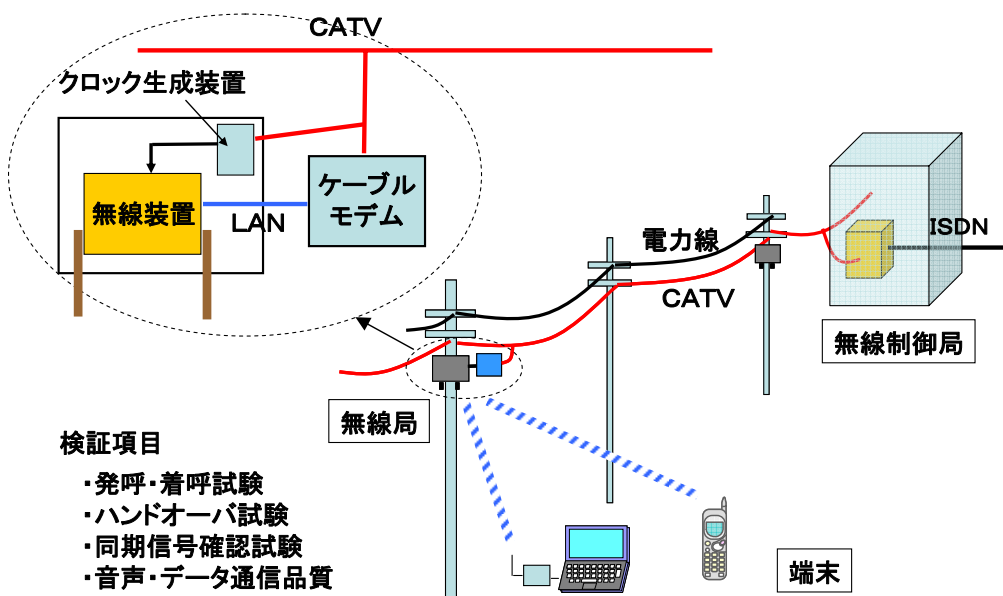 CATV
クロック生成装置
無線装置
LAN
ケーブル
モデム
電力線
CATV
ISDN
無線制御局
無線局
検証項目
・発呼・着呼試験
・ハンドオーバ試験
・同期信号確認試験
・音声・データ通信品質
端末